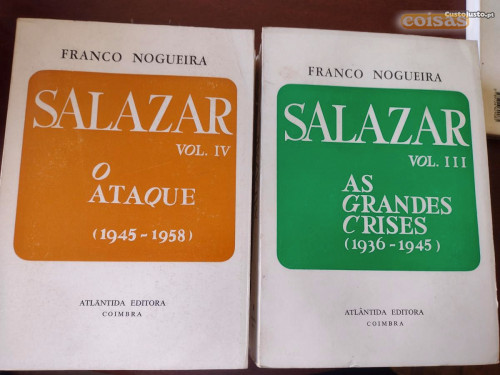 FRANCO NOGUEIRA
SALAZAR
VOL. IV
O
ATAQUE
(1945-1958)
ATLÂNTIDA EDITORA
COIMBRA
FRANCO NOGUEIRA
SALAZAR
VOL. III
AS
GRANDES
CRISES
(1936-1945)
ATLÂNTIDA EDITORA
COIMBRA
CustoJusto.pt
coisas